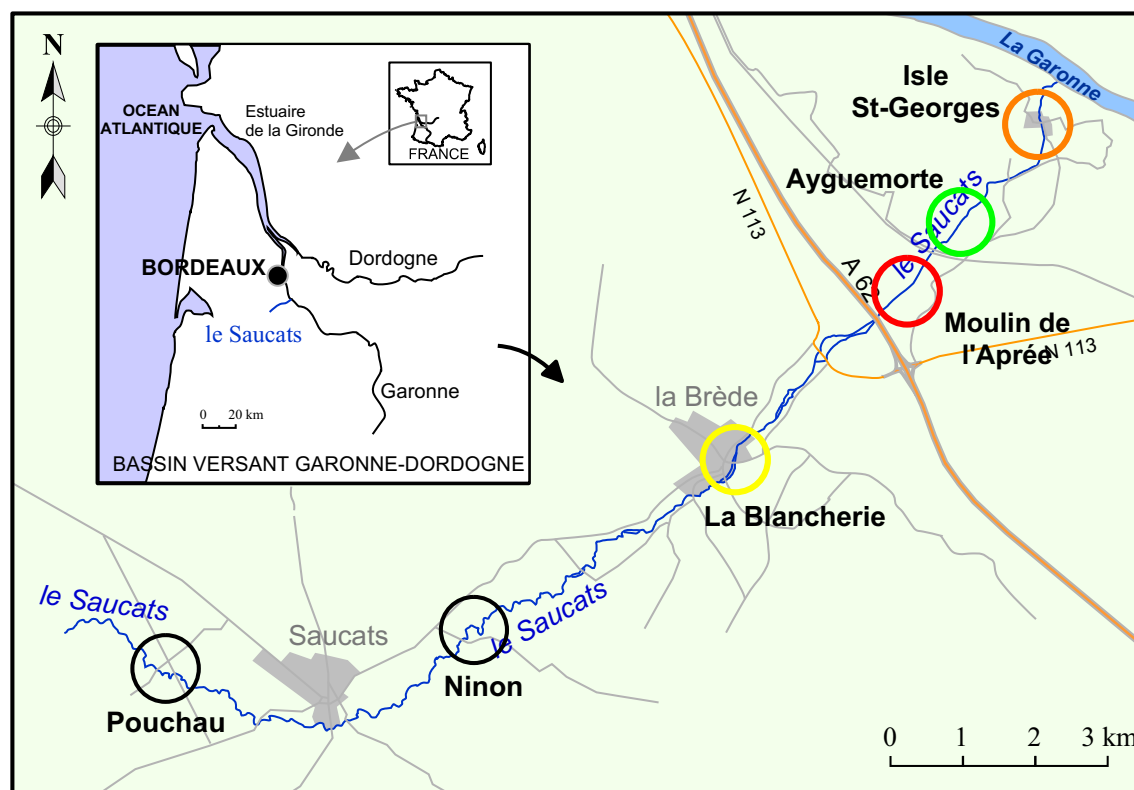 N
OCEAN
ATLANTIQUE
Estuaire
de la Gironde
FRANCE
BORDEAUX
Dordogne
le Saucats
Garonne
0 20 km
BASSIN VERSANT GARONNE-DORDOGNE
La Garonne
Isle
St-Georges
Ayguemorte
le Saucats
N 113
A 62
Moulin de
l'Aprée
N 113
la Brède
La Blancherie
le Saucats
Saucats
le Saucats
Ninon
Pouchau
0 1 2 3 km